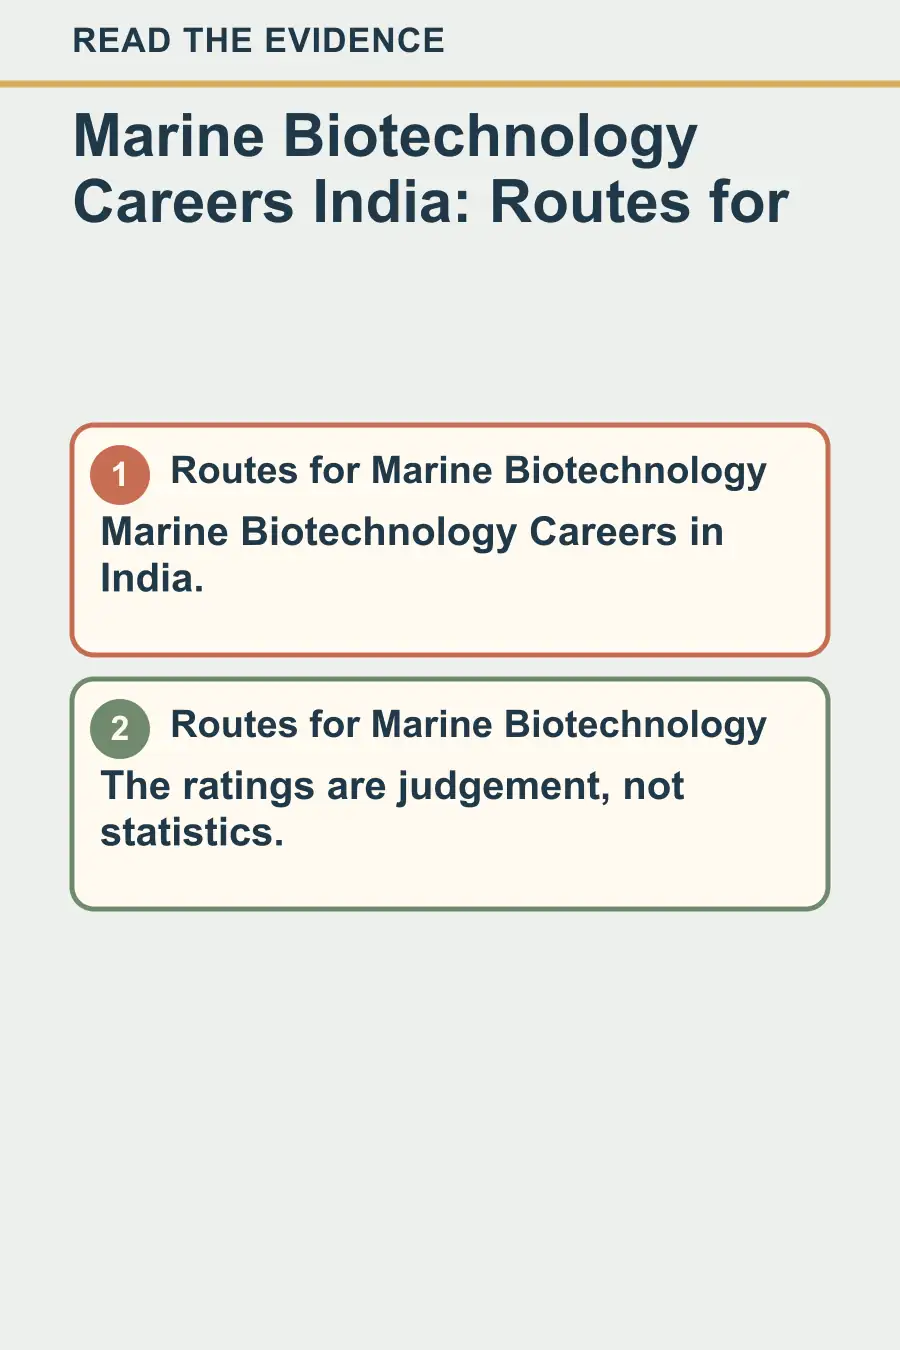 READ THE EVIDENCE
Marine Biotechnology
Careers India: Routes for
1 Routes for Marine Biotechnology
Marine Biotechnology Careers in
India.
2 Routes for Marine Biotechnology
The ratings are judgement, not
statistics.